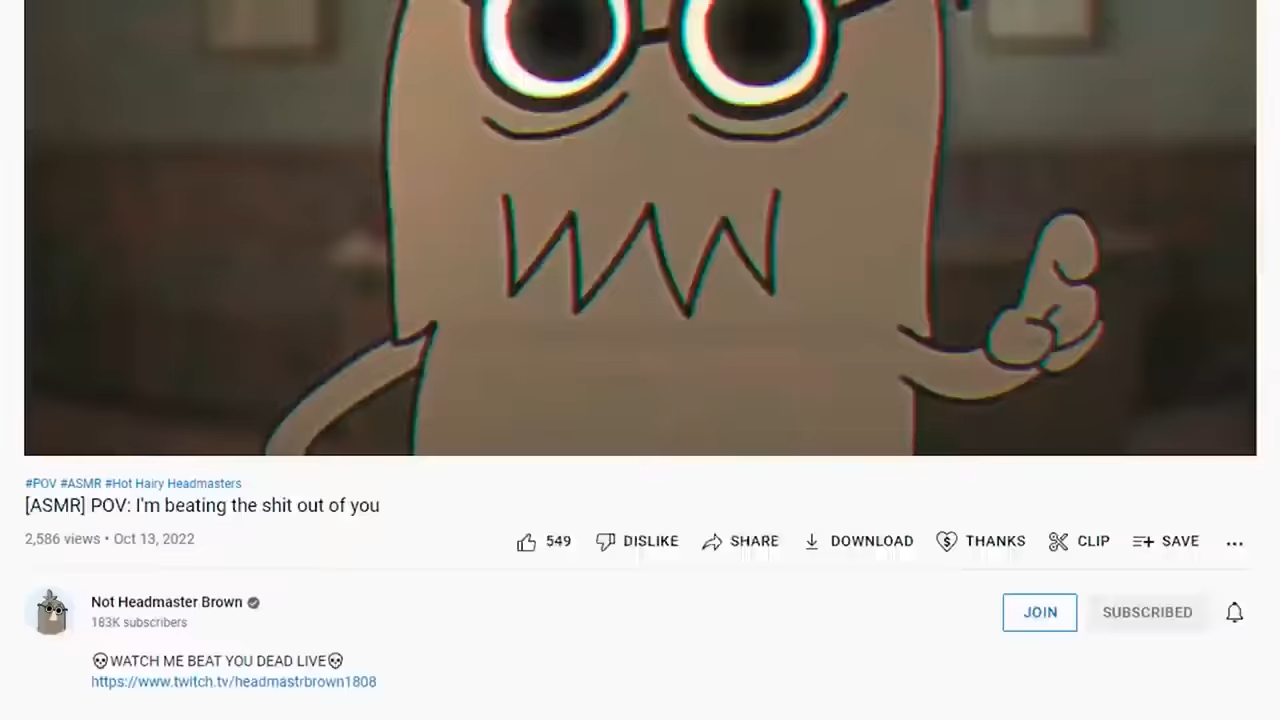 #POV #ASMR #Hot Hairy Headmasters
[ASMR] POV: I'm beating the shit out of you
2,586 views • Oct 13, 2022
549 DISLIKE SHARE DOWNLOAD THANKS CLIP SAVE ...
Not Headmaster Brown
183K subscribers
JOIN SUBSCRIBED
💀WATCH ME BEAT YOU DEAD LIVE💀
https://www.twitch.tv/headmastrbrown1808